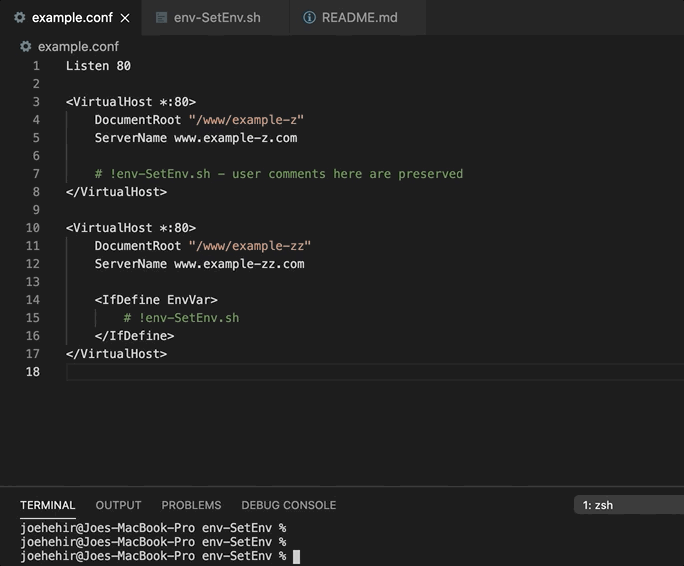 example.conf
env-SetEnv.sh
README.md
example.conf
1 Listen 80
2
3 <VirtualHost *:80>
4     DocumentRoot "/www/example-z"
5     ServerName www.example-z.com
6
7     # !env-SetEnv.sh - user comments here are preserved
8 </VirtualHost>
9
10 <VirtualHost *:80>
11     DocumentRoot "/www/example-zz"
12     ServerName www.example-zz.com
13
14     <IfDefine EnvVar>
15         # !env-SetEnv.sh
16     </IfDefine>
17 </VirtualHost>
18
TERMINAL OUTPUT PROBLEMS DEBUG CONSOLE 1: zsh
joehehir@Joes-MacBook-Pro env-SetEnv %
joehehir@Joes-MacBook-Pro env-SetEnv %
joehehir@Joes-MacBook-Pro env-SetEnv %